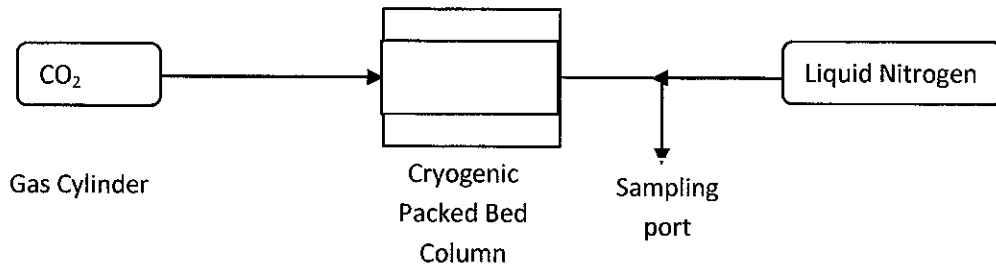 CO₂
Liquid Nitrogen
Gas Cylinder
Cryogenic
Packed Bed
Column
Sampling
port